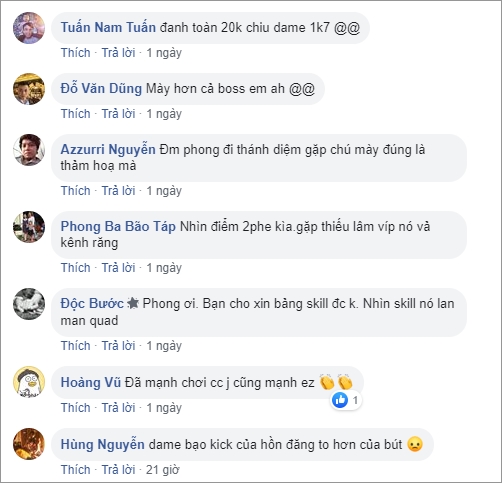 Tuấn Nam Tuấn đanh toàn 20k chiu dame 1k7 @@
Thích · Trả lời · 1 ngày
Đỗ Văn Dũng Mày hơn cả boss em ah @@
Thích · Trả lời · 1 ngày
Azzurri Nguyễn Đm phong đi thánh diệm gặp chú mày đúng là
thảm hoạ mà
Thích · Trả lời · 1 ngày
Phong Ba Bão Táp Nhìn điểm 2phe kìa.gặp thiếu lâm víp nó vả
kênh răng
Thích · Trả lời · 1 ngày
Độc Bước Phong ơi. Bạn cho xin bảng skill đc k. Nhìn skill nó lan
man quad
Thích · Trả lời · 1 ngày
Hoàng Vũ Đã mạnh chơi cc j cũng mạnh ez 👏👏
1
Thích · Trả lời · 1 ngày
Hùng Nguyễn dame bạo kick của hồn đăng to hơn của bút 😞
Thích · Trả lời · 21 giờ